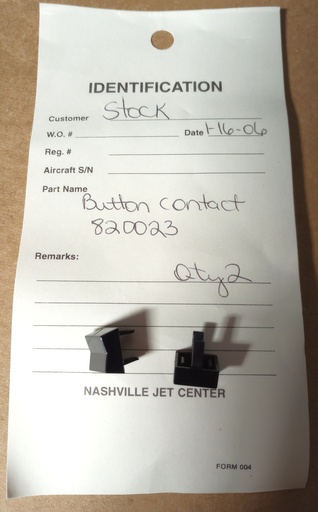 IDENTIFICATION
Customer Stock
W.O. # Date 1-16-06
Reg. #
Aircraft S/N
Part Name Button Contact
820023
Remarks:
Qty 2
NASHVILLE JET CENTER
FORM 004